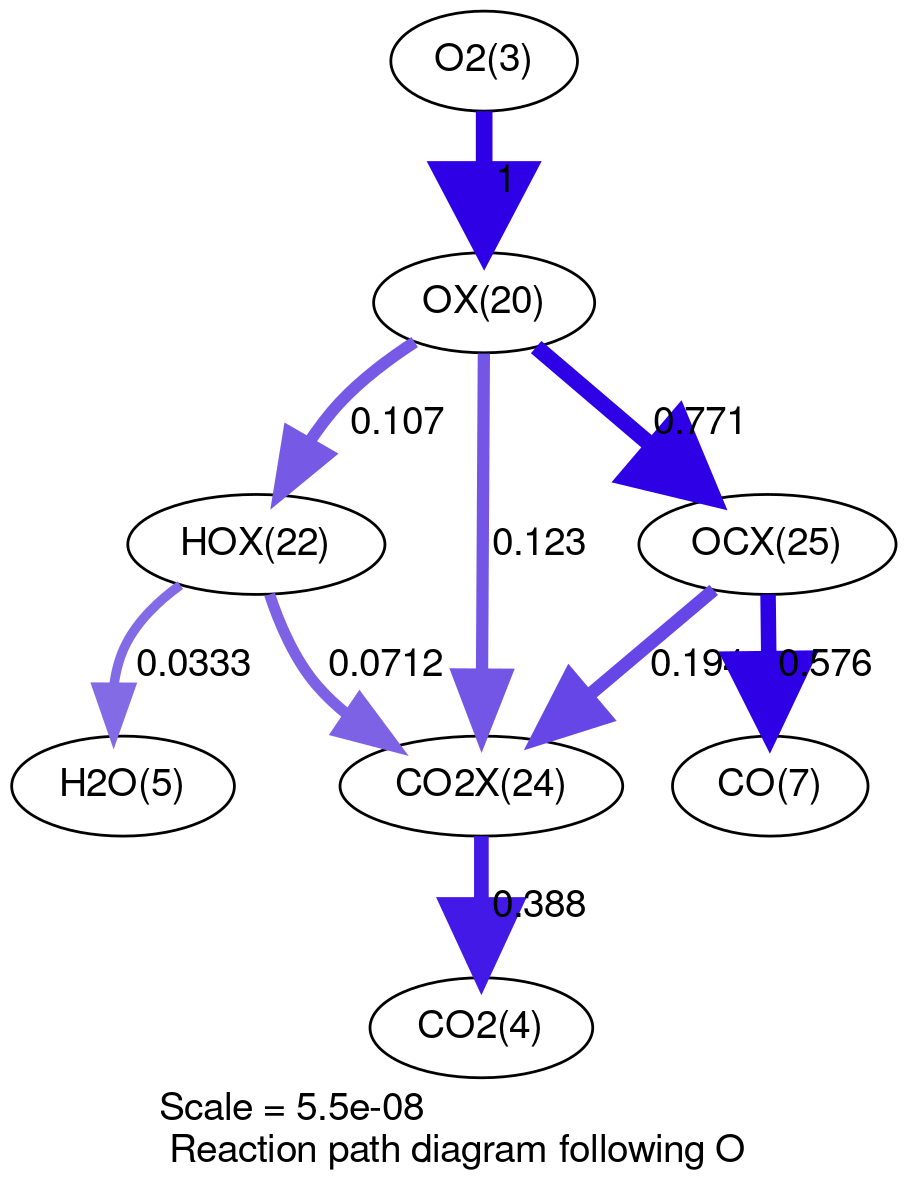 O2(3)
1
OX(20)
0.107
0.771
0.123
HOX(22)
OCX(25)
0.0333
0.0712
0.194
0.576
H2O(5)
CO2X(24)
CO(7)
0.388
CO2(4)
Scale = 5.5e-08
Reaction path diagram following O